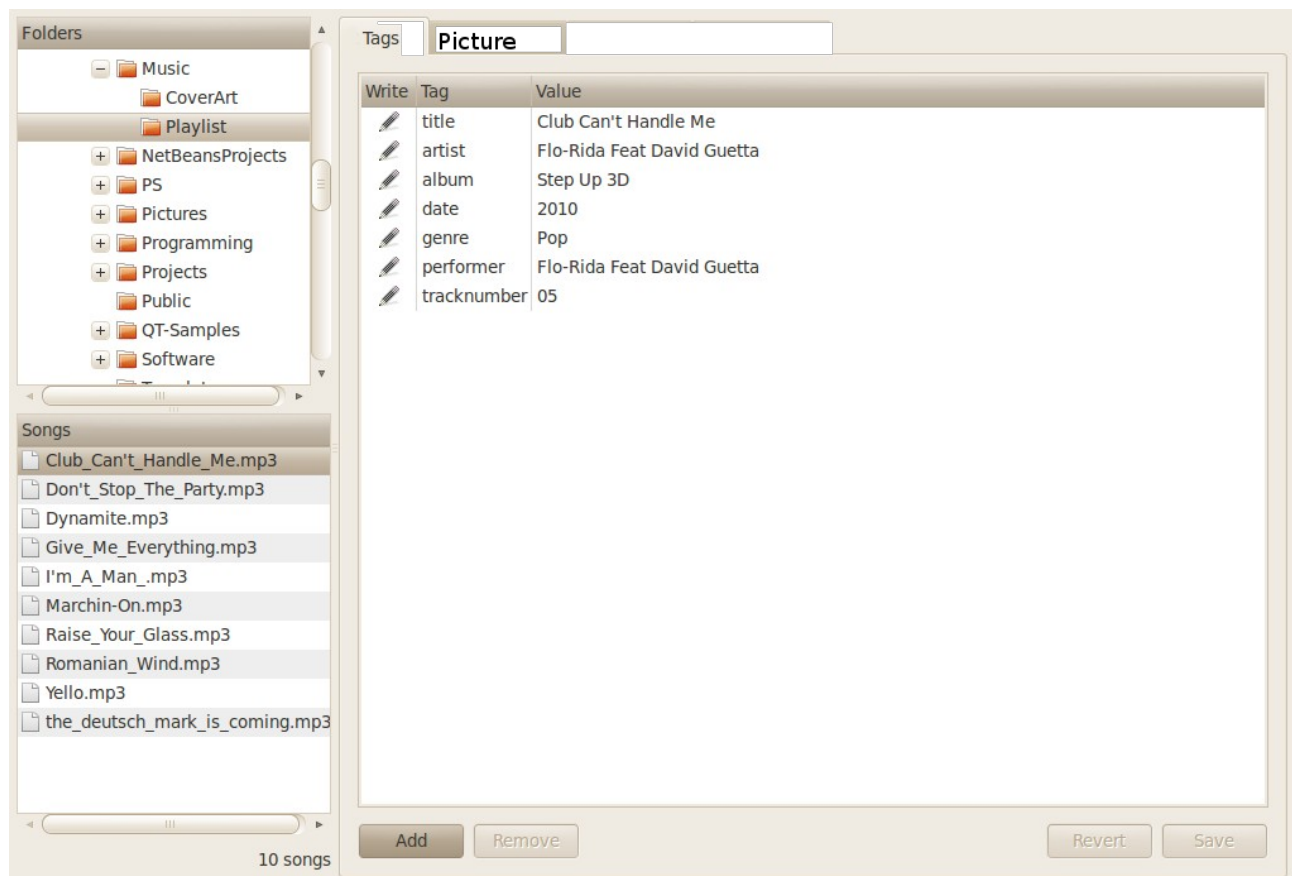 Folders
Music
CoverArt
Playlist
NetBeansProjects
PS
Pictures
Programming
Projects
Public
QT-Samples
Software
Songs
Club_Can't_Handle_Me.mp3
Don't_Stop_The_Party.mp3
Dynamite.mp3
Give_Me_Everything.mp3
I'm_A_Man_.mp3
Marchin-On.mp3
Raise_Your_Glass.mp3
Romanian_Wind.mp3
Yello.mp3
the_deutsch_mark_is_coming.mp3
10 songs
Tags Picture
Write Tag Value
title Club Can't Handle Me
artist Flo-Rida Feat David Guetta
album Step Up 3D
date 2010
genre Pop
performer Flo-Rida Feat David Guetta
tracknumber 05
Add Remove Revert Save